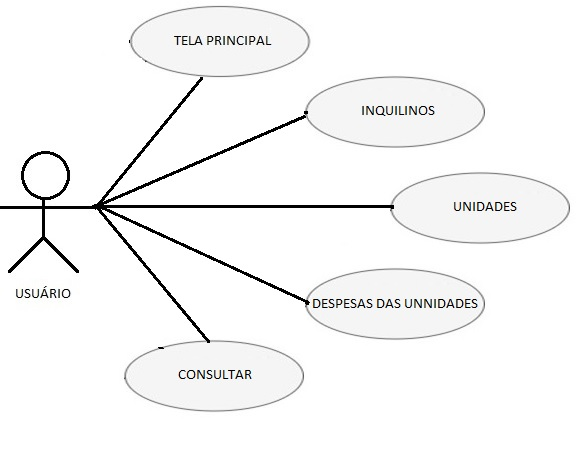 TELA PRINCIPAL
INQUILINOS
UNIDADES
USUÁRIO
DESPESAS DAS UNNIDADES
CONSULTAR